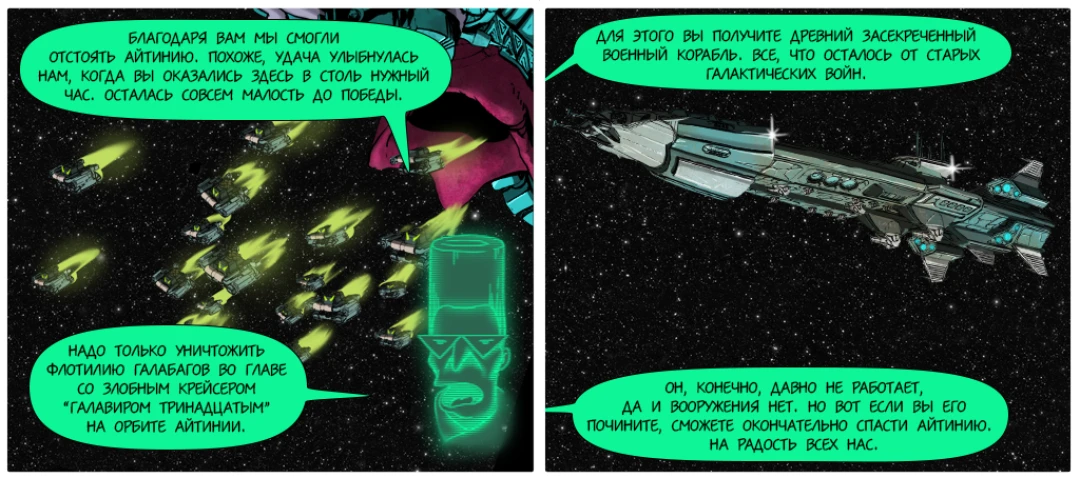 БЛАГОДАРЯ ВАМ МЫ СМОГЛИ
ОТСТОЯТЬ АЙТИНИЮ. ПОХОЖЕ, УДАЧА УЛЫБНУЛАСЬ
НАМ, КОГДА ВЫ ОКАЗАЛИСЬ ЗДЕСЬ В СТОЛЬ НУЖНЫЙ
ЧАС. ОСТАЛАСЬ СОВСЕМ МАЛОСТЬ ДО ПОБЕДЫ.
НАДО ТОЛЬКО УНИЧТОЖИТЬ
ФЛОТИЛИЮ ГАЛАБАГОВ ВО ГЛАВЕ
СО ЗЛОБНЫМ КРЕЙСЕРОМ
"ГАЛАВИРОМ ТРИНАДЦАТЫМ"
НА ОРБИТЕ АЙТИНИИ.
ДЛЯ ЭТОГО ВЫ ПОЛУЧИТЕ ДРЕВНИЙ ЗАСЕКРЕЧЕННЫЙ
ВОЕННЫЙ КОРАБЛЬ. ВСЕ, ЧТО ОСТАЛОСЬ ОТ СТАРЫХ
ГАЛАКТИЧЕСКИХ ВОЙН.
ОН, КОНЕЧНО, ДАВНО НЕ РАБОТАЕТ,
ДА И ВООРУЖЕНИЯ НЕТ. НО ВОТ ЕСЛИ ВЫ ЕГО
ПОЧИНИТЕ, СМОЖЕТЕ ОКОНЧАТЕЛЬНО СПАСТИ АЙТИНИЮ.
НА РАДОСТЬ ВСЕХ НАС.